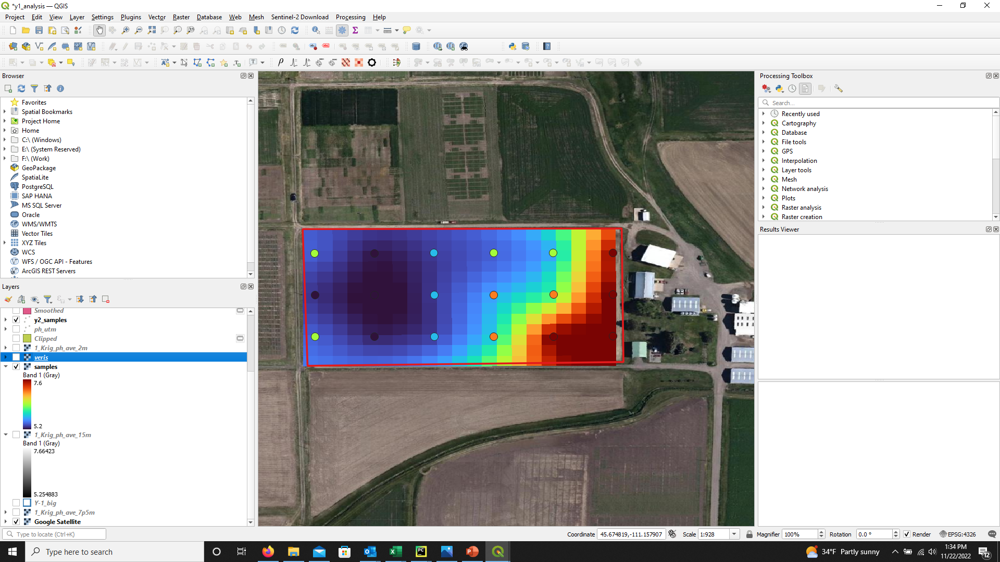 *y1_analysis — QGIS
Project Edit View Layer Settings Plugins Vector Raster Database Web Mesh Sentinel-2 Download Processing Help
Browser
Favorites
Spatial Bookmarks
Project Home
Home
C:\ (Windows)
E:\ (System Reserved)
F:\ (Work)
GeoPackage
SpatiaLite
PostgreSQL
SAP HANA
MS SQL Server
Oracle
WMS/WMTS
Vector Tiles
XYZ Tiles
WCS
WFS / OGC API - Features
ArcGIS REST Servers
Layers
Smoothed
y2_samples
ph_utm
Clipped
1_Krig_ph_ave_2m
veris
samples
Band 1 (Gray)
7.6
5.2
1_Krig_ph_ave_15m
Band 1 (Gray)
7.66423
5.254883
Y-1_big
1_Krig_ph_ave_7p5m
Google Satellite
Processing Toolbox
Search...
Recently used
Cartography
Database
File tools
GPS
Interpolation
Layer tools
Mesh
Network analysis
Plots
Raster analysis
Raster creation
Results Viewer
Type to locate (Ctrl+K)
Coordinate 45.674819,-111.157907 Scale 1:928 Magnifier 100% Rotation 0.0 ° Render EPSG:4326
Type here to search
34°F Partly sunny
1:34 PM
11/22/2022
12